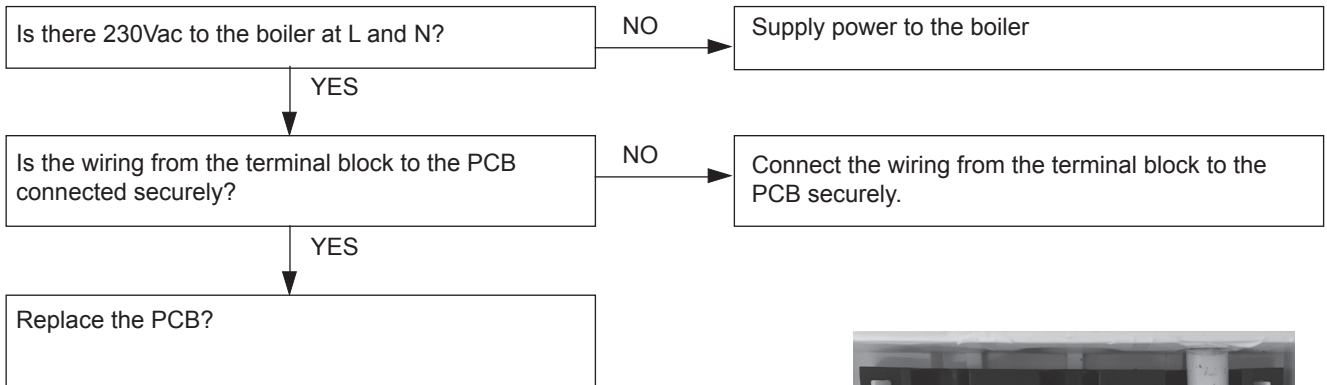 Is there 230Vac to the boiler at L and N?
NO
Supply power to the boiler
YES
Is the wiring from the terminal block to the PCB
connected securely?
NO
Connect the wiring from the terminal block to the
PCB securely.
YES
Replace the PCB?